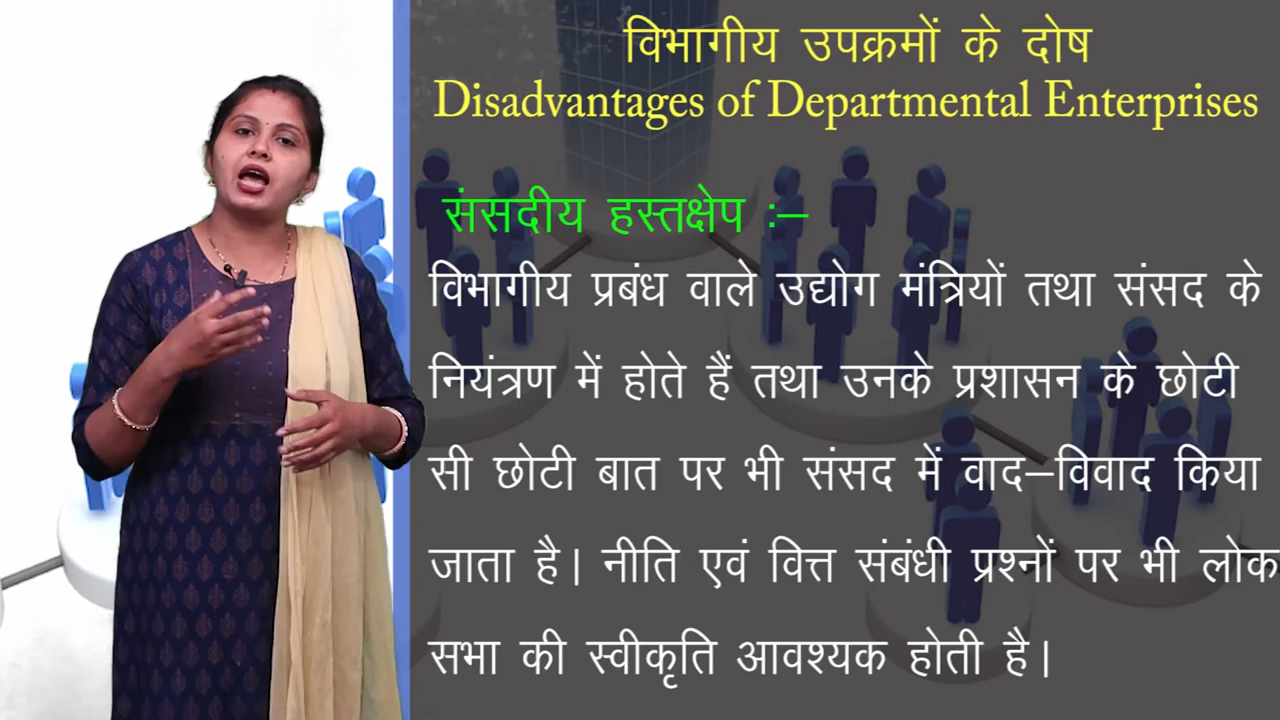 विभागीय उपक्रमों के दोष
Disadvantages of Departmental Enterprises
संसदीय हस्तक्षेप :–
विभागीय प्रबंध वाले उद्योग मंत्रियों तथा संसद के
नियंत्रण में होते हैं तथा उनके प्रशासन के छोटी
सी छोटी बात पर भी संसद में वाद–विवाद किया
जाता है। नीति एवं वित्त संबंधी प्रश्नों पर भी लोक
सभा की स्वीकृति आवश्यक होती है।